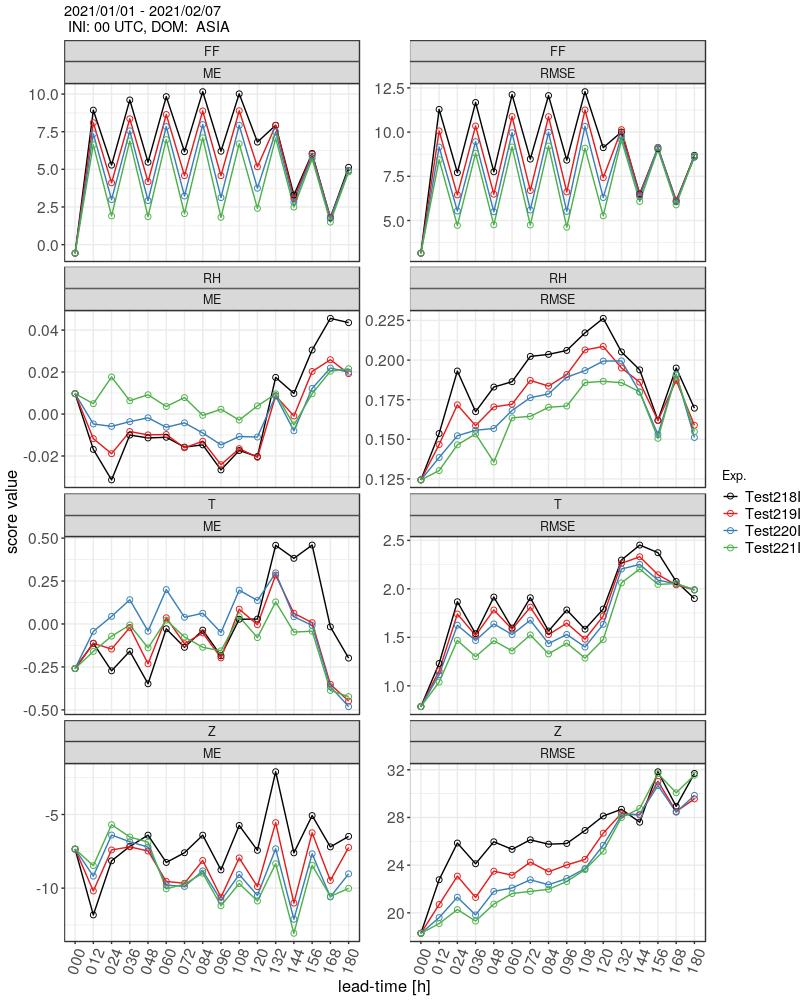 2021/01/01 - 2021/02/07
INI: 00 UTC, DOM: ASIA
FF
ME
10.0
7.5
5.0
2.5
0.0
FF
RMSE
12.5
10.0
7.5
5.0
RH
ME
0.04
0.02
0.00
-0.02
RH
RMSE
0.225
0.200
0.175
0.150
0.125
T
ME
0.50
0.25
0.00
-0.25
-0.50
T
RMSE
2.5
2.0
1.5
1.0
Z
ME
-5
-10
Z
RMSE
32
28
24
20
000 012 024 036 048 060 072 084 096 108 120 132 144 156 168 180
000 012 024 036 048 060 072 084 096 108 120 132 144 156 168 180
lead-time [h]
score value
Exp.
Test218I
Test219I
Test220I
Test221I